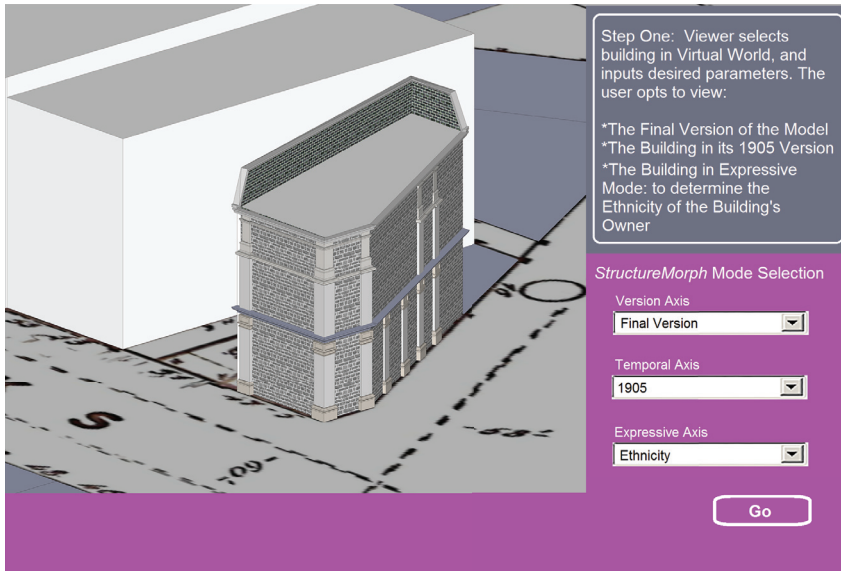 Step One:  Viewer selects
building in Virtual World, and
inputs desired parameters. The
user opts to view:
*The Final Version of the Model
*The Building in its 1905 Version
*The Building in Expressive
Mode: to determine the
Ethnicity of the Building's
Owner
StructureMorph Mode Selection
Version Axis
Final Version
Temporal Axis
1905
Expressive Axis
Ethnicity
Go
S
-60-
-89-